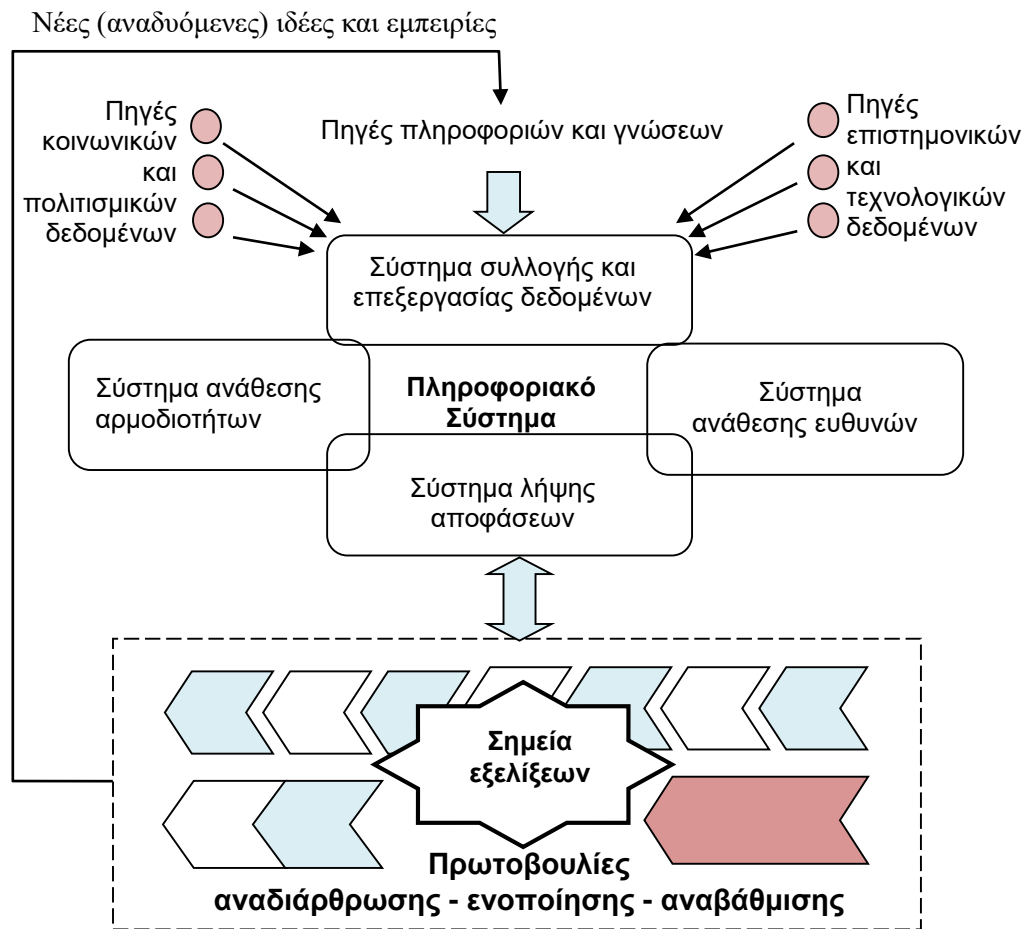 Νέες (αναδυόμενες) ιδέες και εμπειρίες
Πηγές
κοινωνικών
και
πολιτισμικών
δεδομένων
Πηγές πληροφοριών και γνώσεων
Πηγές
επιστημονικών
και
τεχνολογικών
δεδομένων
Σύστημα συλλογής και
επεξεργασίας δεδομένων
Σύστημα ανάθεσης
αρμοδιοτήτων
Πληροφοριακό
Σύστημα
Σύστημα
ανάθεσης ευθυνών
Σύστημα λήψης
αποφάσεων
Σημεία
εξελίξεων
Πρωτοβουλίες
αναδιάρθρωσης - ενοποίησης - αναβάθμισης